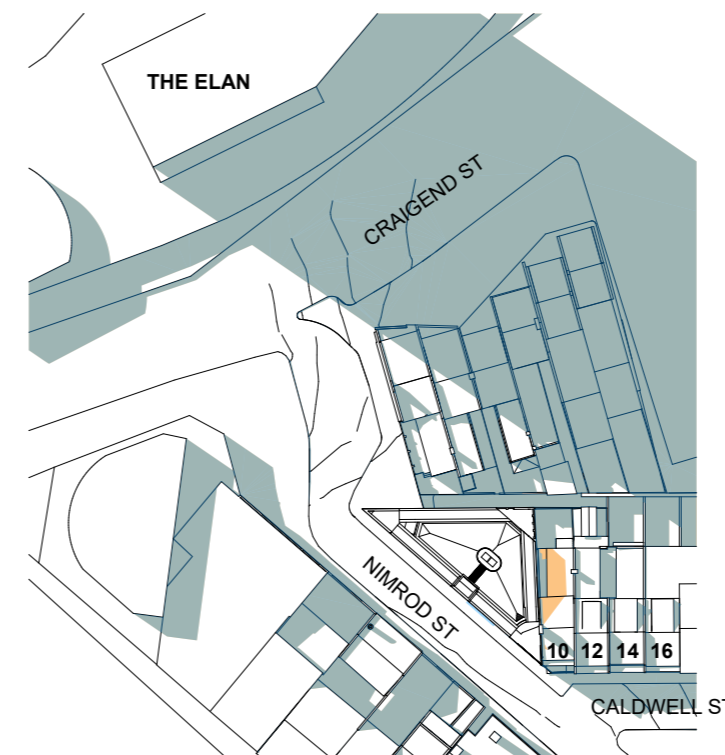 THE ELAN
CRAIGEND ST
NIMROD ST
10 12 14 16
CALDWELL ST